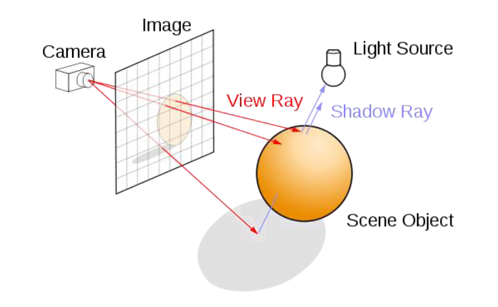 Image
Camera
Light Source
View Ray
Shadow Ray
Scene Object